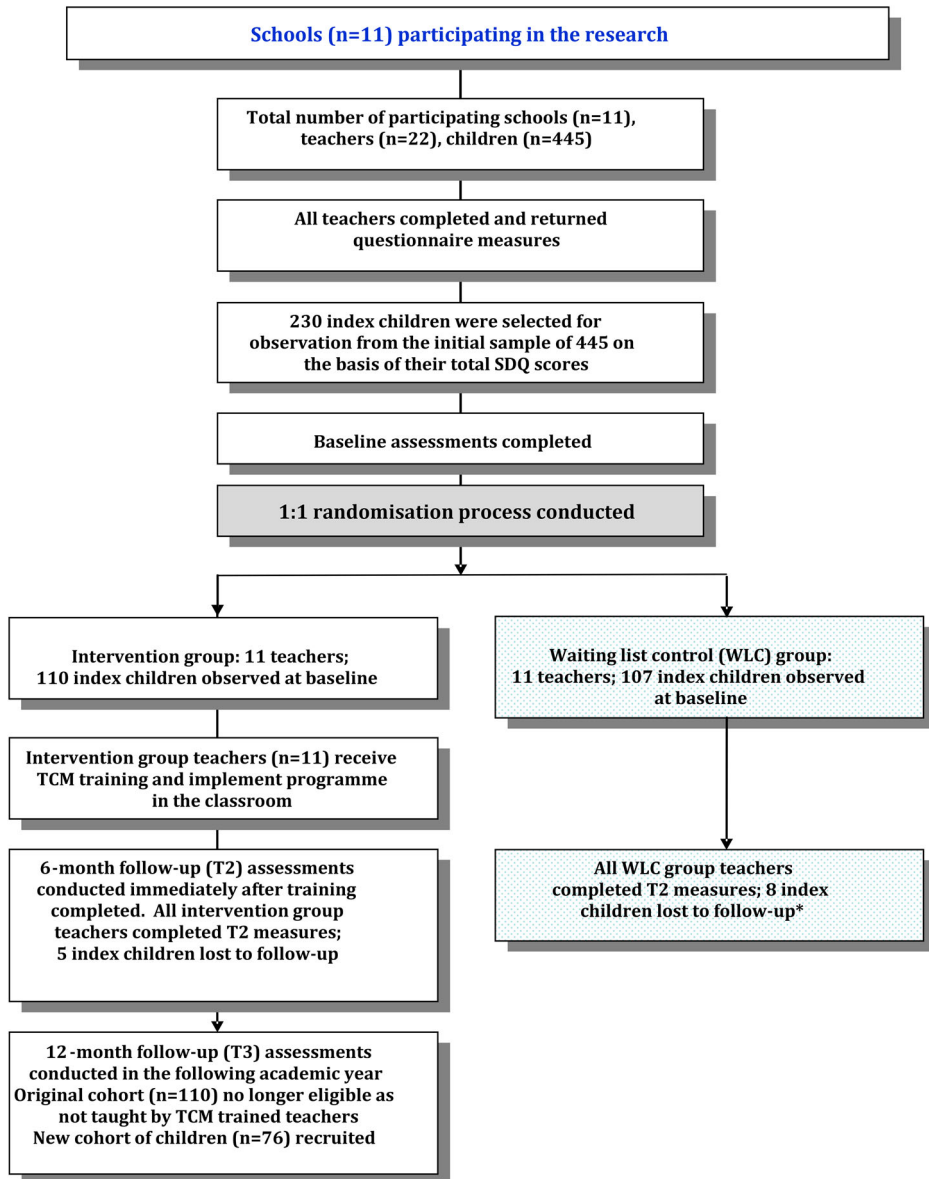 Schools (n=11) participating in the research
Total number of participating schools (n=11),
teachers (n=22), children (n=445)
All teachers completed and returned
questionnaire measures
230 index children were selected for
observation from the initial sample of 445 on
the basis of their total SDQ scores
Baseline assessments completed
1:1 randomisation process conducted
Intervention group: 11 teachers;
110 index children observed at baseline
Waiting list control (WLC) group:
11 teachers; 107 index children observed
at baseline
Intervention group teachers (n=11) receive
TCM training and implement programme
in the classroom
6-month follow-up (T2) assessments
conducted immediately after training
completed. All intervention group
teachers completed T2 measures;
5 index children lost to follow-up
All WLC group teachers
completed T2 measures; 8 index
children lost to follow-up*
12-month follow-up (T3) assessments
conducted in the following academic year
Original cohort (n=110) no longer eligible as
not taught by TCM trained teachers
New cohort of children (n=76) recruited